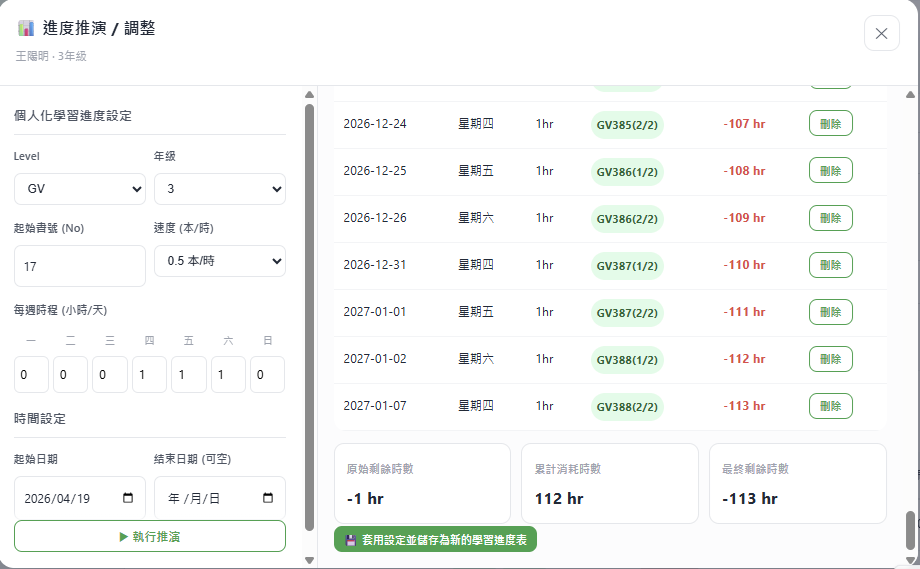 進度推演 / 調整
王陽明 · 3年級
個人化學習進度設定
Level 年級
GV 3
起始書號 (No) 速度 (本/時)
17 0.5 本/時
每週時程 (小時/天)
一 二 三 四 五 六 日
0 0 0 1 1 1 0
時間設定
起始日期 結束日期 (可空)
2026/04/19 年 /月/日
執行推演
2026-12-24 星期四 1hr GV385(2/2) -107 hr 刪除
2026-12-25 星期五 1hr GV386(1/2) -108 hr 刪除
2026-12-26 星期六 1hr GV386(2/2) -109 hr 刪除
2026-12-31 星期四 1hr GV387(1/2) -110 hr 刪除
2027-01-01 星期五 1hr GV387(2/2) -111 hr 刪除
2027-01-02 星期六 1hr GV388(1/2) -112 hr 刪除
2027-01-07 星期四 1hr GV388(2/2) -113 hr 刪除
原始剩餘時數 累計消耗時數 最終剩餘時數
-1 hr 112 hr -113 hr
套用設定並儲存為新的學習進度表